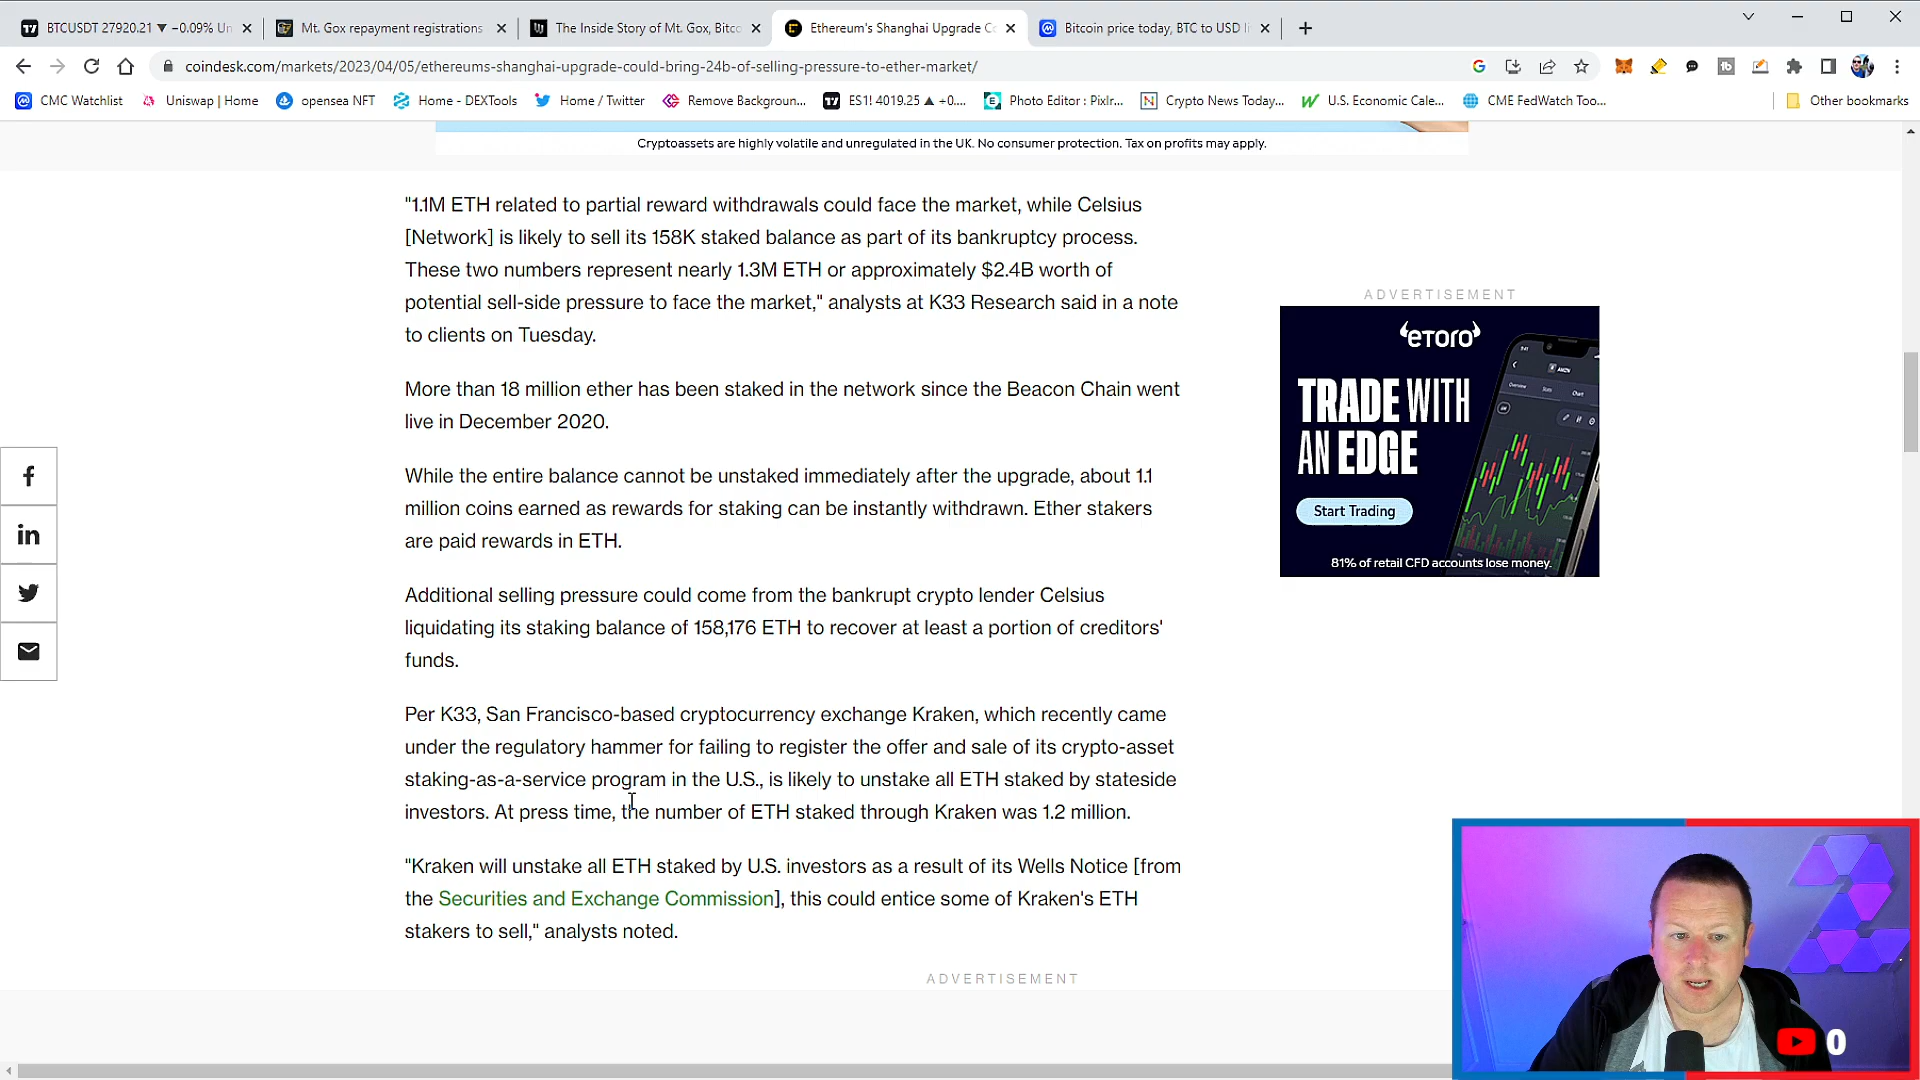 BTCUSDT 27920.21 ▼ −0.09% Un
Mt. Gox repayment registrations
The Inside Story of Mt. Gox, Bitco
Ethereum's Shanghai Upgrade Co
Bitcoin price today, BTC to USD li
coindesk.com/markets/2023/04/05/ethereums-shanghai-upgrade-could-bring-24b-of-selling-pressure-to-ether-market/
CMC Watchlist
Uniswap | Home
opensea NFT
Home - DEXTools
Home / Twitter
Remove Backgroun...
ES1! 4019.25 ▲ +0....
Photo Editor : Pixlr...
Crypto News Today...
U.S. Economic Cale...
CME FedWatch Too...
Other bookmarks
Cryptoassets are highly volatile and unregulated in the UK. No consumer protection. Tax on profits may apply.
"1.1M ETH related to partial reward withdrawals could face the market, while Celsius
[Network] is likely to sell its 158K staked balance as part of its bankruptcy process.
These two numbers represent nearly 1.3M ETH or approximately $2.4B worth of
potential sell-side pressure to face the market," analysts at K33 Research said in a note
to clients on Tuesday.
More than 18 million ether has been staked in the network since the Beacon Chain went
live in December 2020.
While the entire balance cannot be unstaked immediately after the upgrade, about 1.1
million coins earned as rewards for staking can be instantly withdrawn. Ether stakers
are paid rewards in ETH.
Additional selling pressure could come from the bankrupt crypto lender Celsius
liquidating its staking balance of 158,176 ETH to recover at least a portion of creditors'
funds.
Per K33, San Francisco-based cryptocurrency exchange Kraken, which recently came
under the regulatory hammer for failing to register the offer and sale of its crypto-asset
staking-as-a-service program in the U.S., is likely to unstake all ETH staked by stateside
investors. At press time, the number of ETH staked through Kraken was 1.2 million.
"Kraken will unstake all ETH staked by U.S. investors as a result of its Wells Notice [from
the Securities and Exchange Commission], this could entice some of Kraken's ETH
stakers to sell," analysts noted.
ADVERTISEMENT
ADVERTISEMENT
eTORO
TRADE WITH
AN EDGE
Start Trading
81% of retail CFD accounts lose money.
0